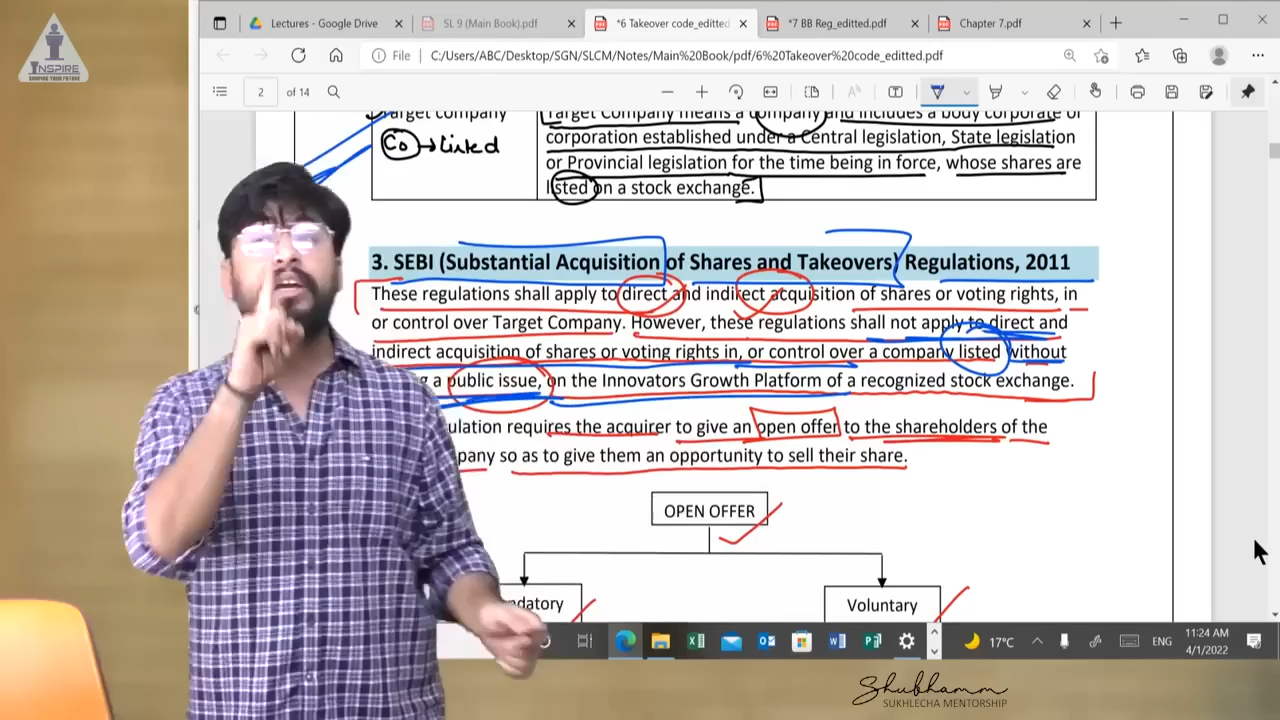 INSPIRE
SHAPING YOUR FUTURE
Lectures - Google Drive
SL 9 (Main Book).pdf
*6 Takeover code_editted
*7 BB Reg_editted.pdf
Chapter 7.pdf
File
C:/Users/ABC/Desktop/SGN/SLCM/Notes/Main%20Book/pdf/6%20Takeover%20code_editted.pdf
2 of 14
Target company
Target Company means a company and includes a body corporate or
Co → Listed
corporation established under a Central legislation, State legislation
or Provincial legislation for the time being in force, whose shares are
listed on a stock exchange.
3. SEBI (Substantial Acquisition of Shares and Takeovers) Regulations, 2011
These regulations shall apply to direct and indirect acquisition of shares or voting rights, in
or control over Target Company. However, these regulations shall not apply to direct and
indirect acquisition of shares or voting rights in, or control over a company listed without
g a public issue, on the Innovators Growth Platform of a recognized stock exchange.
ulation requires the acquirer to give an open offer to the shareholders of the
pany so as to give them an opportunity to sell their share.
OPEN OFFER
ndatory
Voluntary
17°C
ENG
11:24 AM
4/1/2022
Shubhamm
SUKHLECHA MENTORSHIP